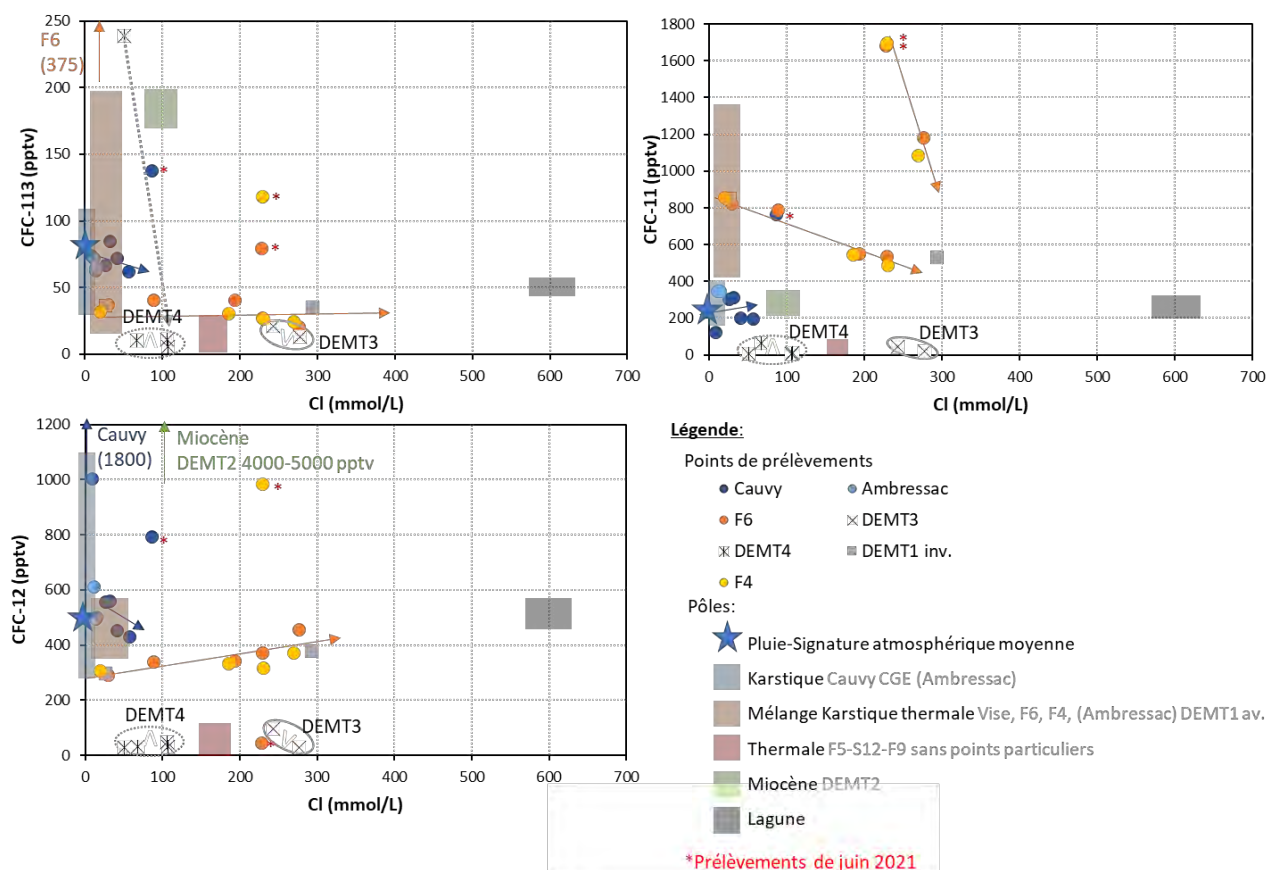 CFC-113 (pptv)
250
200
150
100
50
0
F6
(375)
*
*
*
DEMT4
DEMT3
0
100
200
300
400
500
600
700
Cl (mmol/L)
CFC-11 (pptv)
1800
1600
1400
1200
1000
800
600
400
200
0
*
*
*
DEMT4
DEMT3
0
100
200
300
400
500
600
700
Cl (mmol/L)
CFC-12 (pptv)
1200
1000
800
600
400
200
0
Cauvy
(1800)
Miocène
DEMT2 4000-5000 pptv
*
*
*
DEMT4
DEMT3
0
100
200
300
400
500
600
700
Cl (mmol/L)
Légende:
Points de prélèvements
Cauvy
Ambressac
F6
DEMT3
DEMT4
DEMT1 inv.
F4
Pôles:
Pluie-Signature atmosphérique moyenne
Karstique Cauvy CGE (Ambressac)
Mélange Karstique thermale Vise, F6, F4, (Ambressac) DEMT1 av.
Thermale F5-S12-F9 sans points particuliers
Miocène DEMT2
Lagune
*Prélèvements de juin 2021